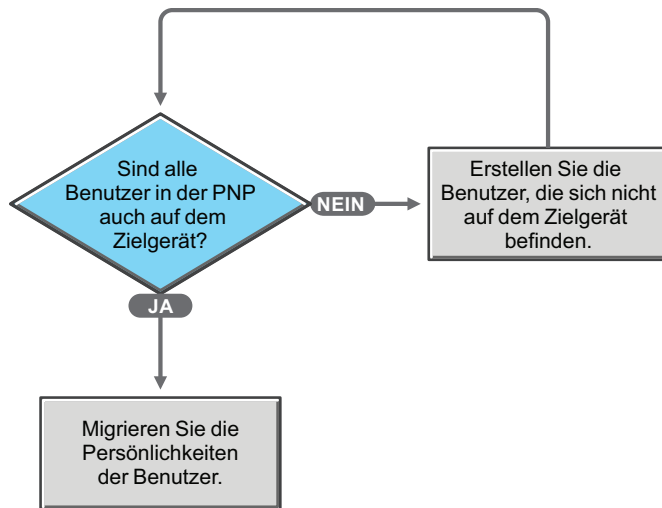 Sind alle
Benutzer in der PNP
auch auf dem
Zielgerät?
NEIN
Erstellen Sie die
Benutzer, die sich nicht
auf dem Zielgerät
befinden.
JA
Migrieren Sie die
Persönlichkeiten
der Benutzer.